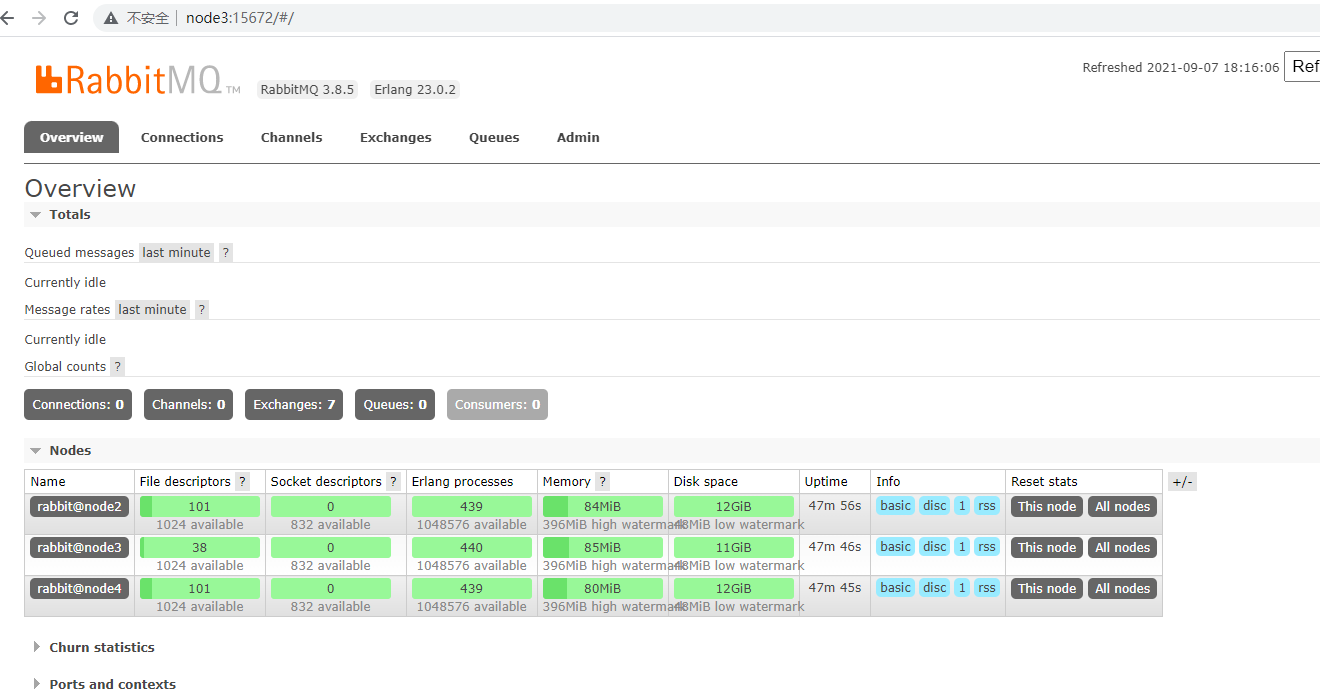 不安全 node3:15672/#/
RabbitMQ TM RabbitMQ 3.8.5 Erlang 23.0.2
Refreshed 2021-09-07 18:16:06 Ref
Overview Connections Channels Exchanges Queues Admin
Overview
Totals
Queued messages last minute ?
Currently idle
Message rates last minute ?
Currently idle
Global counts ?
Connections: 0 Channels: 0 Exchanges: 7 Queues: 0 Consumers: 0
Nodes
Name File descriptors ? Socket descriptors ? Erlang processes Memory ? Disk space Uptime Info Reset stats +/-
rabbit@node2 101 0 439 84MiB 12GiB 47m 56s basic disc 1 rss This node All nodes
1024 available 832 available 1048576 available 396MiB high watermark 48MiB low watermark
rabbit@node3 38 0 440 85MiB 11GiB 47m 46s basic disc 1 rss This node All nodes
1024 available 832 available 1048576 available 396MiB high watermark 48MiB low watermark
rabbit@node4 101 0 439 80MiB 12GiB 47m 45s basic disc 1 rss This node All nodes
1024 available 832 available 1048576 available 396MiB high watermark 48MiB low watermark
Churn statistics
Ports and contexts